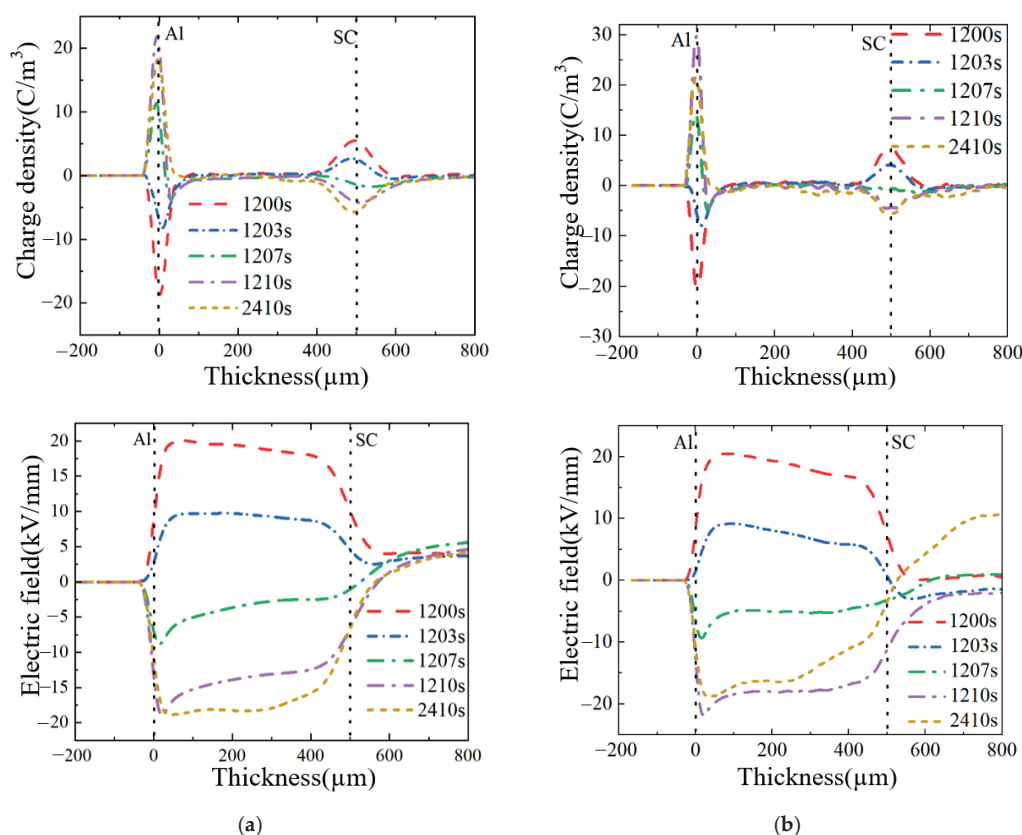 Al
SC
Charge density(C/m³)
20
10
0
−10
−20
1200s
1203s
1207s
1210s
2410s
−200
0
200
400
600
800
Thickness(µm)
Al
SC
Charge density(C/m³)
30
20
10
0
−10
−20
−30
1200s
1203s
1207s
1210s
2410s
−200
0
200
400
600
800
Thickness(µm)
Al
SC
Electric field(kV/mm)
20
15
10
5
0
−5
−10
−15
−20
1200s
1203s
1207s
1210s
2410s
−200
0
200
400
600
800
Thickness(µm)
(a)
Al
SC
Electric field(kV/mm)
20
10
0
−10
−20
1200s
1203s
1207s
1210s
2410s
−200
0
200
400
600
800
Thickness(µm)
(b)